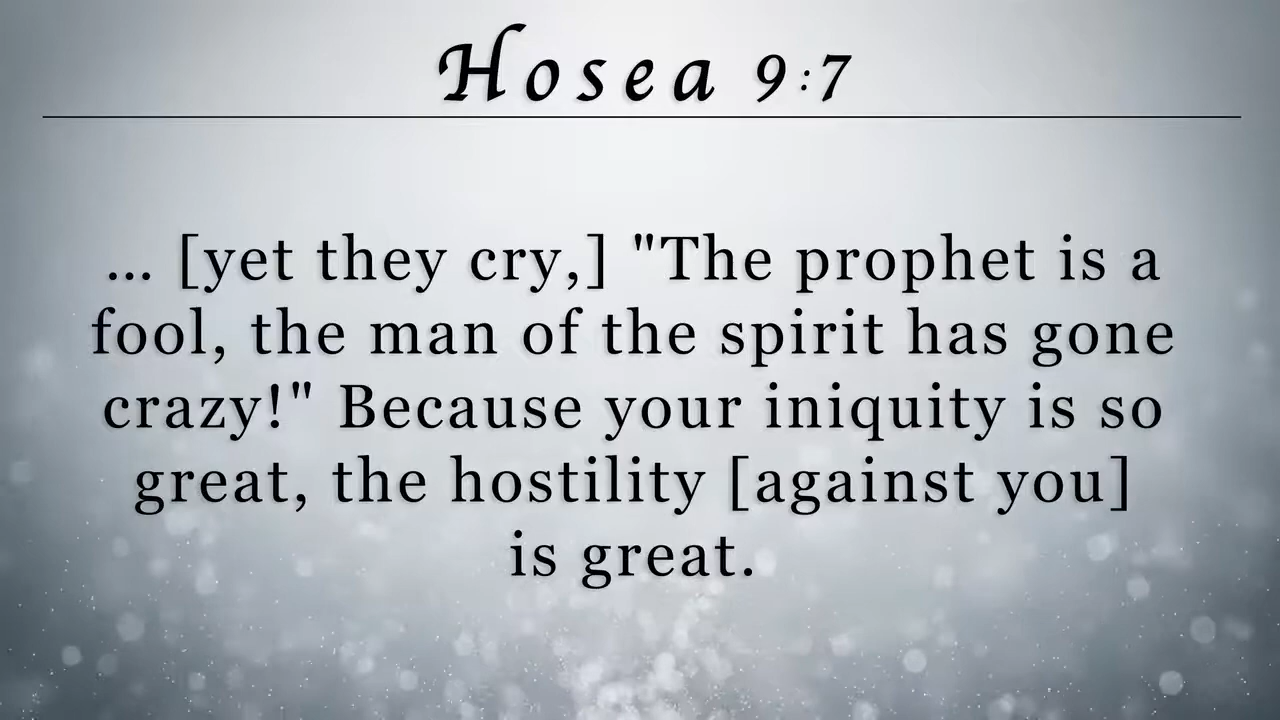 Hosea 9:7
... [yet they cry,] "The prophet is a
fool, the man of the spirit has gone
crazy!" Because your iniquity is so
great, the hostility [against you]
is great.